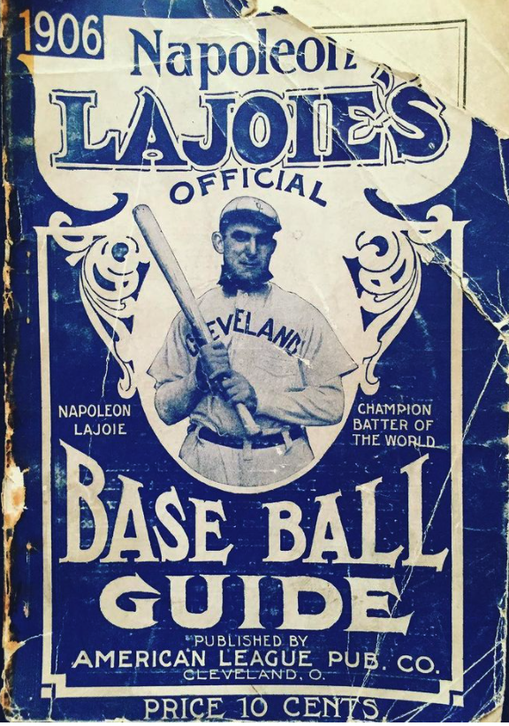 1906
Napoleon
LAJOIE'S
OFFICIAL
CLEVELAND
NAPOLEON
LAJOIE
CHAMPION
BATTER OF
THE WORLD
BASE BALL
GUIDE
PUBLISHED BY
AMERICAN LEAGUE PUB. CO.
CLEVELAND, O.
PRICE 10 CENTS